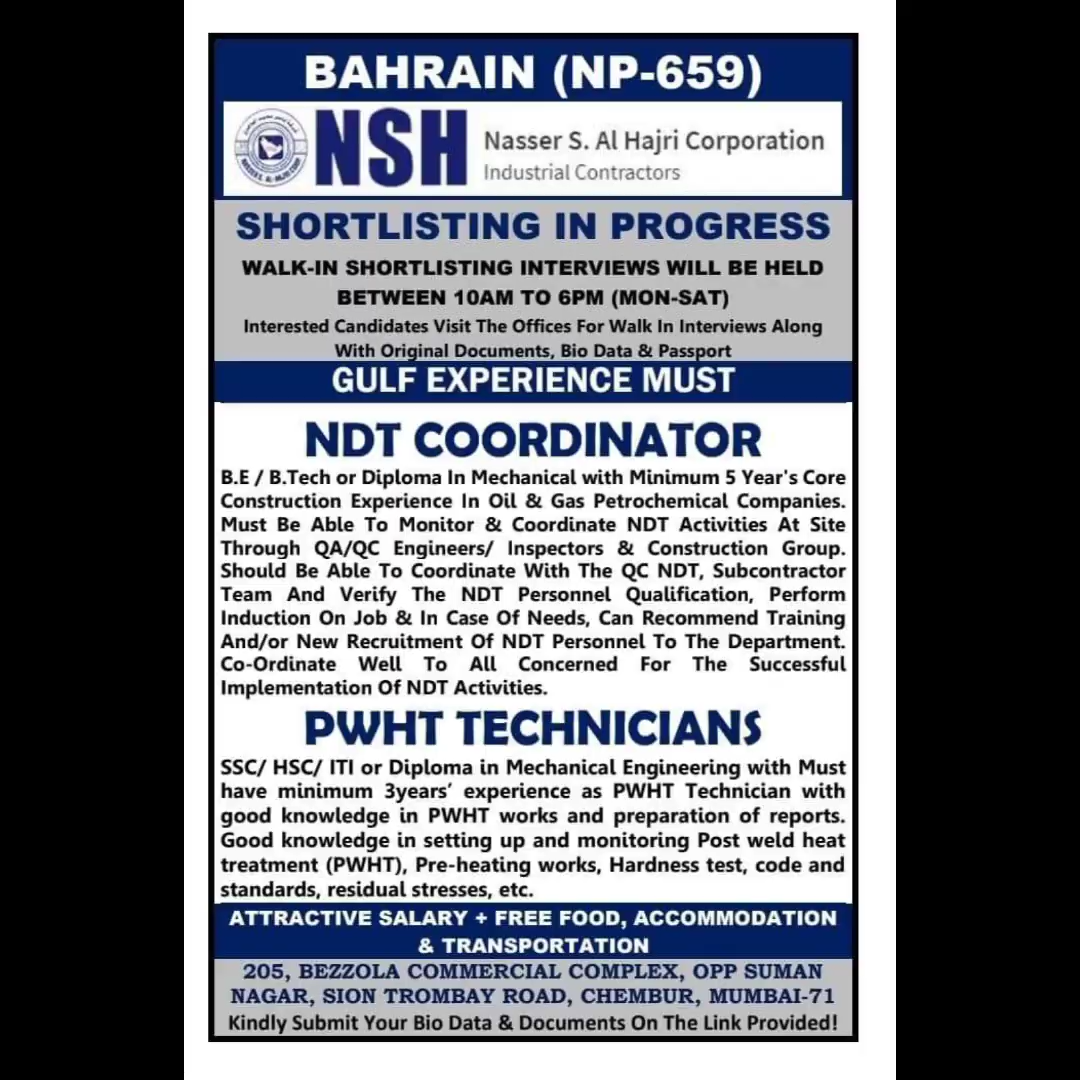 BAHRAIN (NP-659)
NSH
Nasser S. Al Hajri Corporation
Industrial Contractors
SHORTLISTING IN PROGRESS
WALK-IN SHORTLISTING INTERVIEWS WILL BE HELD
BETWEEN 10AM TO 6PM (MON-SAT)
Interested Candidates Visit The Offices For Walk In Interviews Along
With Original Documents, Bio Data & Passport
GULF EXPERIENCE MUST
NDT COORDINATOR
B.E / B.Tech or Diploma In Mechanical with Minimum 5 Year's Core
Construction Experience In Oil & Gas Petrochemical Companies.
Must Be Able To Monitor & Coordinate NDT Activities At Site
Through QA/QC Engineers/ Inspectors & Construction Group.
Should Be Able To Coordinate With The QC NDT, Subcontractor
Team And Verify The NDT Personnel Qualification, Perform
Induction On Job & In Case Of Needs, Can Recommend Training
And/or New Recruitment Of NDT Personnel To The Department.
Co-Ordinate Well To All Concerned For The Successful
Implementation Of NDT Activities.
PWHT TECHNICIANS
SSC/ HSC/ ITI or Diploma in Mechanical Engineering with Must
have minimum 3years’ experience as PWHT Technician with
good knowledge in PWHT works and preparation of reports.
Good knowledge in setting up and monitoring Post weld heat
treatment (PWHT), Pre-heating works, Hardness test, code and
standards, residual stresses, etc.
ATTRACTIVE SALARY + FREE FOOD, ACCOMMODATION
& TRANSPORTATION
205, BEZZOLA COMMERCIAL COMPLEX, OPP SUMAN
NAGAR, SION TROMBAY ROAD, CHEMBUR, MUMBAI-71
Kindly Submit Your Bio Data & Documents On The Link Provided!